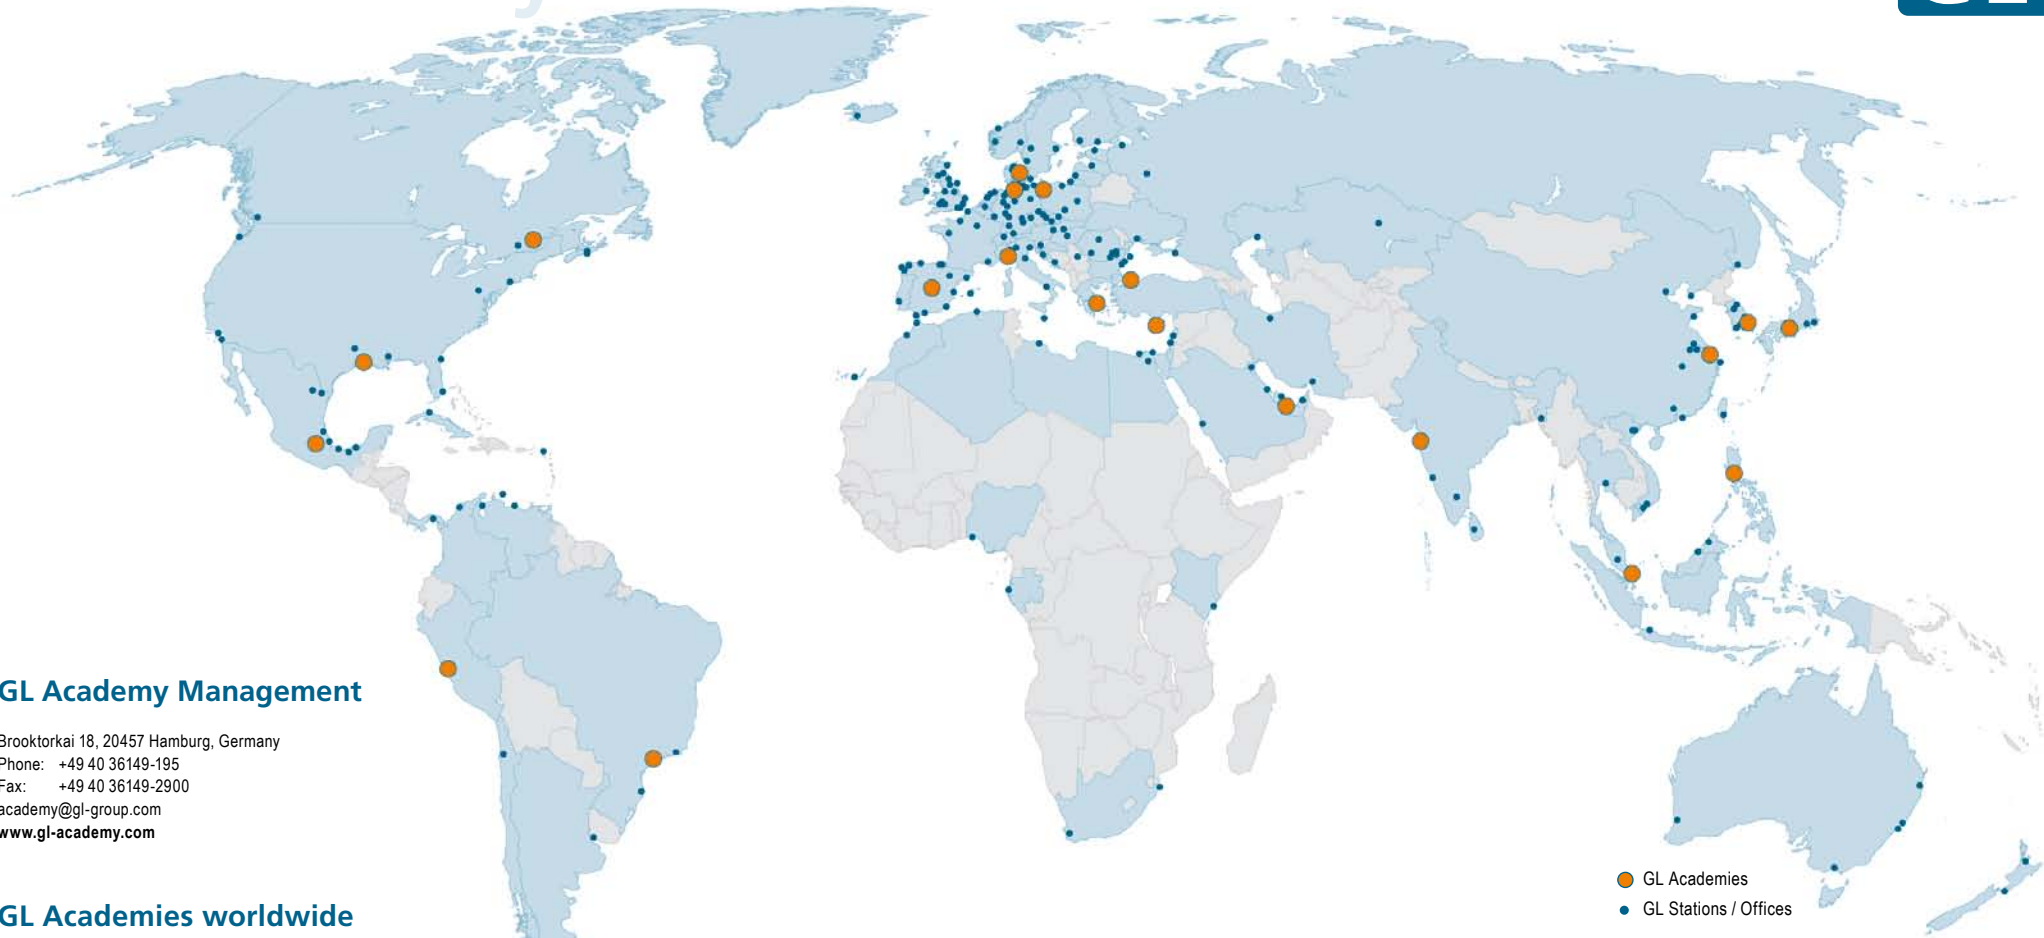 GL Academy Management
Brooktorkai 18, 20457 Hamburg, Germany
Phone: +49 40 36149-195
Fax: +49 40 36149-2900
academy@gl-group.com
www.gl-academy.com
GL Academies worldwide
GL Academies
GL Stations / Offices